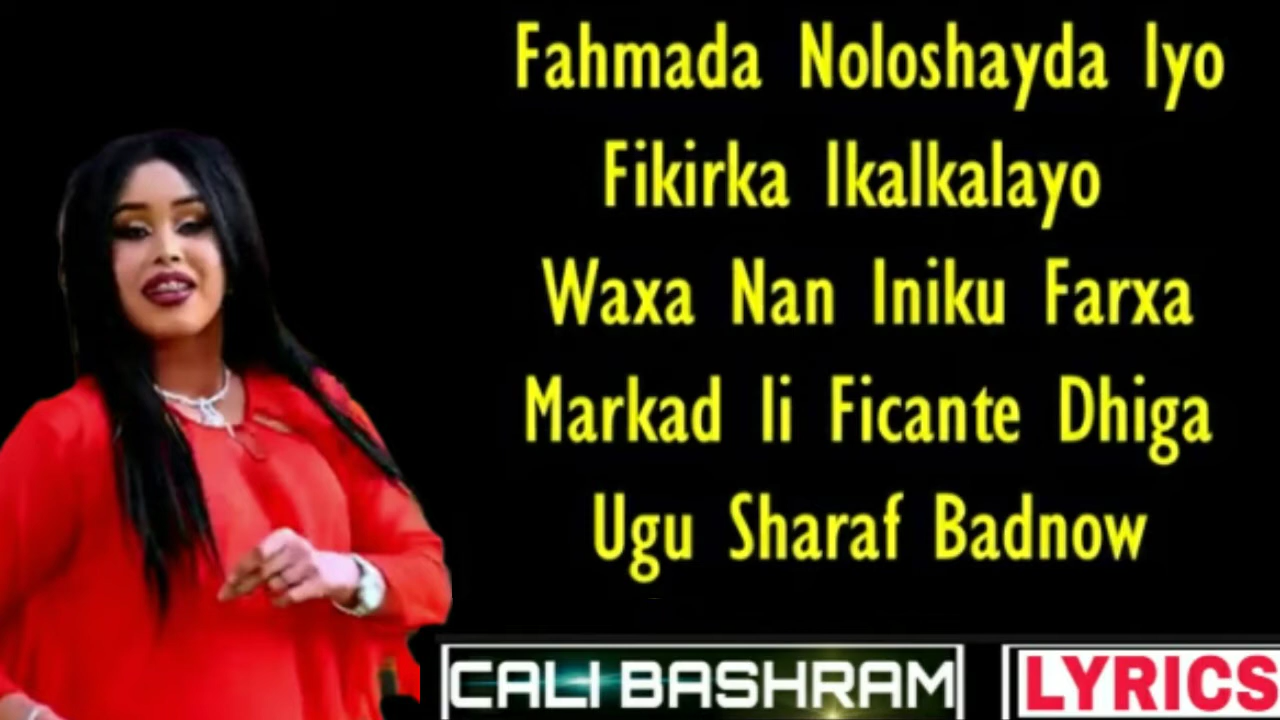 Fahmada Noloshayda Iyo
Fikirka Ikalkalayo
Waxa Nan Iniku Farxa
Markad Ii Ficante Dhiga
Ugu Sharaf Badnow
CALI BASHRAM
LYRICS